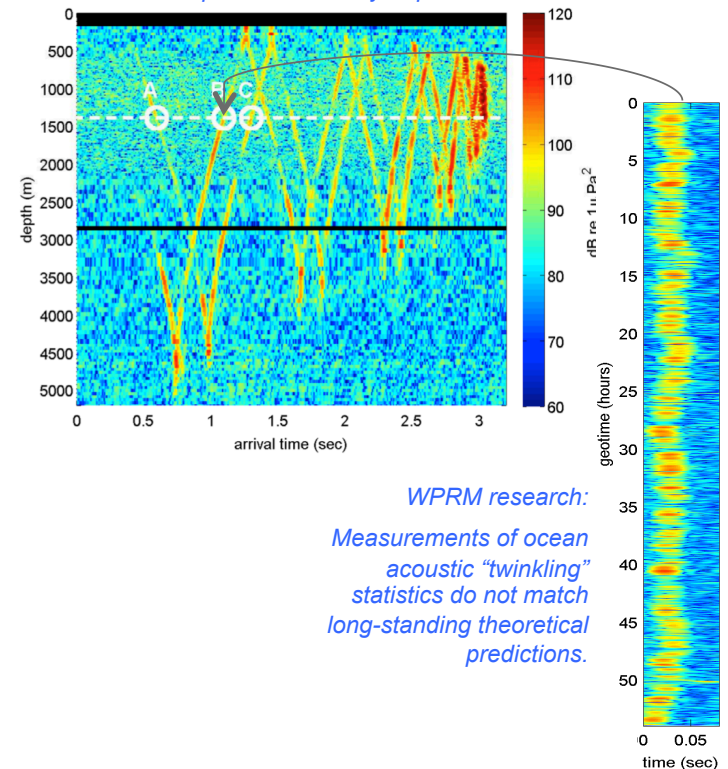 0
500
1000
1500
2000
2500
3000
3500
4000
4500
5000
depth (m)
A
B
C
0
0.5
1
1.5
2
2.5
3
arrival time (sec)
120
110
100
90
80
70
60
dB re 1µ Pa²
0
5
10
15
20
25
30
35
40
45
50
geotime (hours)
0
0.05
time (sec)
WPRM research:
Measurements of ocean
acoustic “twinkling”
statistics do not match
long-standing theoretical
predictions.